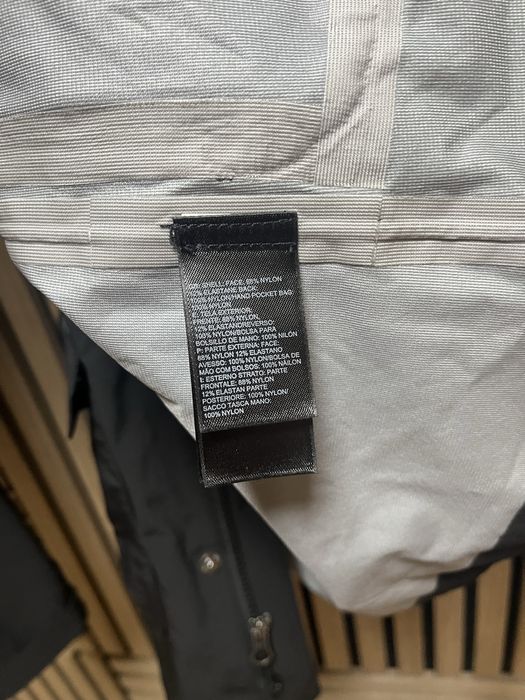 GB: SHELL: FACE: 88% NYLON
12% ELASTANE BACK:
100% NYLON/HAND POCKET BAG:
100% NYLON
E: TELA EXTERIOR:
FRENTE: 88% NYLON,
12% ELASTANOREVERSO:
100% NYLON/BOLSA PARA
BOLSILLO DE MANO: 100% NILÓN
P: PARTE EXTERNA: FACE:
88% NYLON 12% ELASTANO
AVESSO: 100% NYLON/BOLSA DE
MÃO COM BOLSOS: 100% NÁILON
I: ESTERNO STRATO: PARTE
FRONTALE: 88% NYLON
12% ELASTAN PARTE
POSTERIORE: 100% NYLON/
SACCO TASCA MANO:
100% NYLON